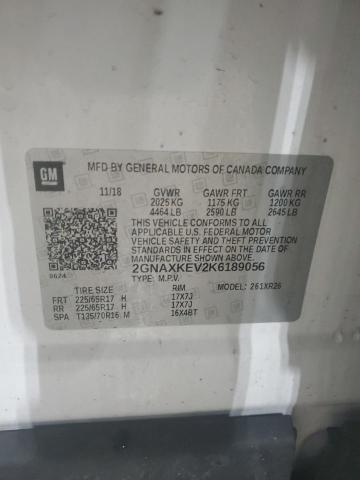 GM
MFD BY GENERAL MOTORS OF CANADA COMPANY
11/18 GVWR GAWR FRT GAWR RR
2025 KG 1175 KG 1200 KG
4464 LB 2590 LB 2645 LB
THIS VEHICLE CONFORMS TO ALL
APPLICABLE U.S. FEDERAL MOTOR
VEHICLE SAFETY AND THEFT PREVENTION
STANDARDS IN EFFECT ON THE DATE
OF MANUFACTURE SHOWN ABOVE.
2GNAXKEV2K6189056
0624 TYPE: M.P.V.
TIRE SIZE RIM 261XR26
FRT 225/65R17 H 17X7J
RR 225/65R17 H 17X7J
SPA T135/70R16 M 16X4BT